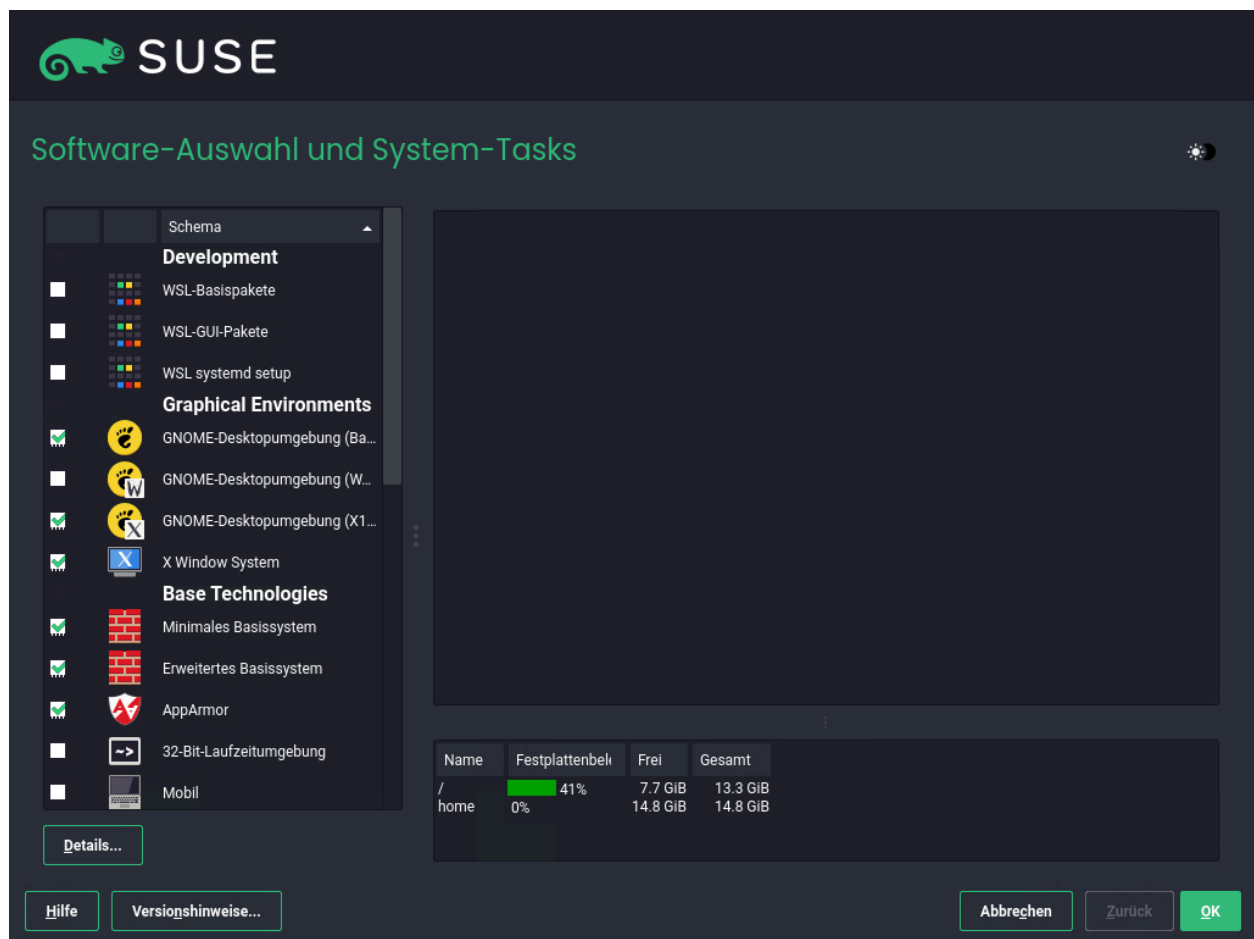 SUSE
Software-Auswahl und System-Tasks
Schema
Development
WSL-Basispakete
WSL-GUI-Pakete
WSL systemd setup
Graphical Environments
GNOME-Desktopumgebung (Ba...
GNOME-Desktopumgebung (W...
GNOME-Desktopumgebung (X1...
X Window System
Base Technologies
Minimales Basissystem
Erweitertes Basissystem
AppArmor
32-Bit-Laufzeitumgebung
Mobil
Name Festplattenbele Frei Gesamt
/ 41% 7.7 GiB 13.3 GiB
home 0% 14.8 GiB 14.8 GiB
Details...
Hilfe Versionshinweise... Abbrechen Zurück OK